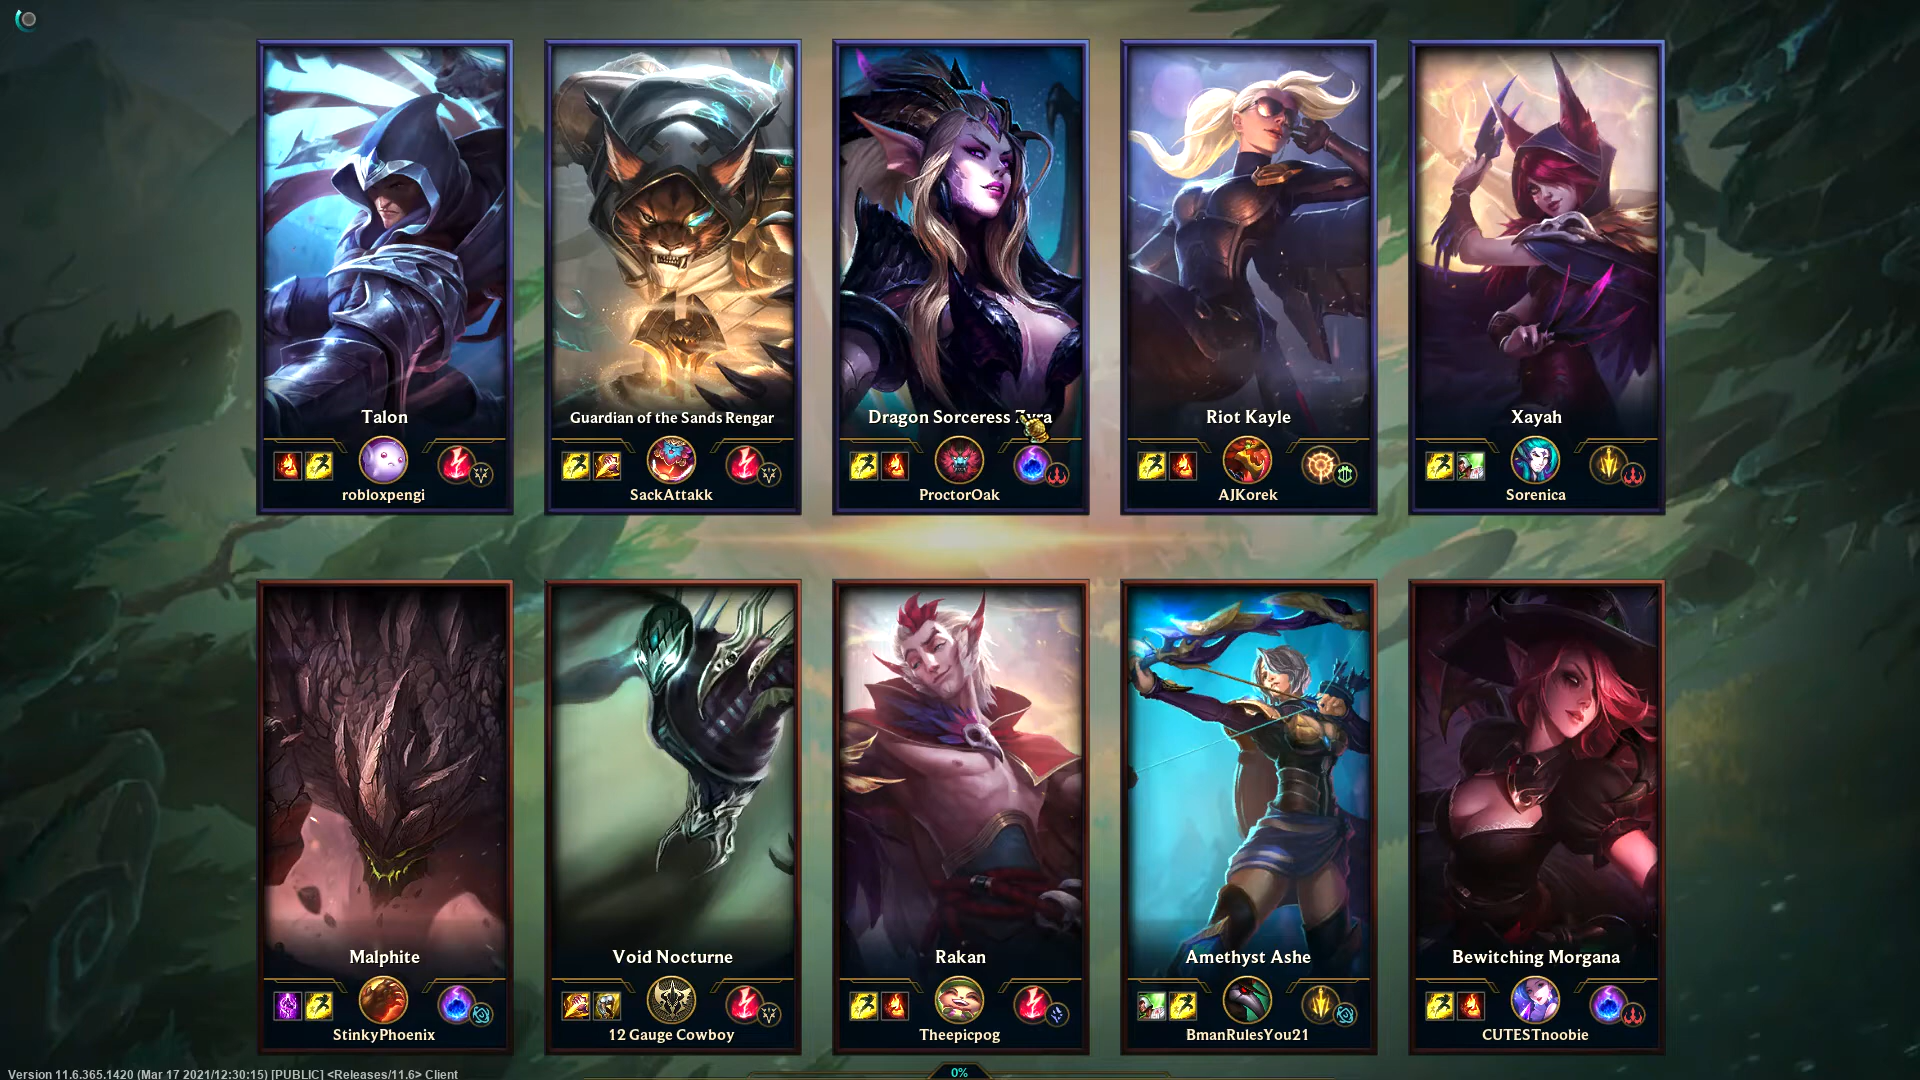 Talon
Guardian of the Sands Rengar
Dragon Sorceress Zyra
Riot Kayle
Xayah
robloxpengi
SackAttakk
ProctorOak
AJKorek
Sorenica
Malphite
Void Nocturne
Rakan
Amethyst Ashe
Bewitching Morgana
StinkyPhoenix
12 Gauge Cowboy
Theepicpog
BmanRulesYou21
CUTESTnoobie
Version 11.6.365.1420 (Mar 17 2021/12:30:15) [PUBLIC] <Releases/11.6> Client
0%